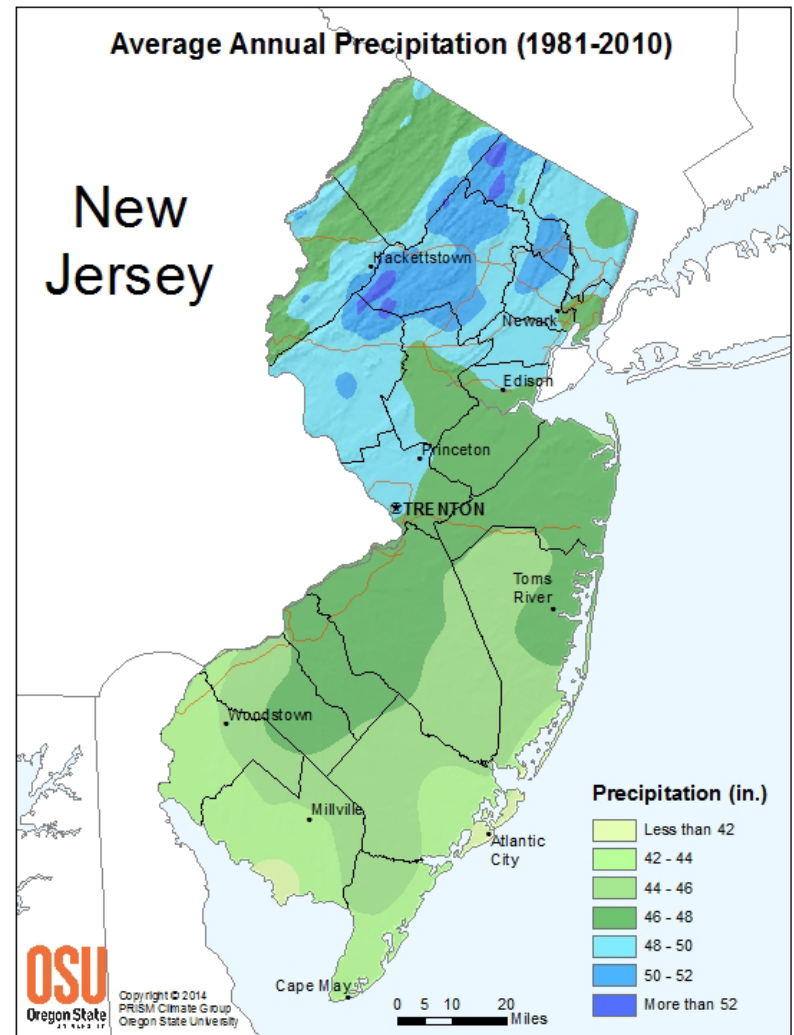 Average Annual Precipitation (1981-2010)
New
Jersey
Hackettstown
Newark
Edison
Princeton
TRENTON
Toms
River
Woodstown
Millville
Atlantic
City
Cape May
Precipitation (in.)
Less than 42
42 - 44
44 - 46
46 - 48
48 - 50
50 - 52
More than 52
0 5 10 20
Miles
OSU
Oregon State
UNIVERSITY
Copyright © 2014
PRISM Climate Group
Oregon State University